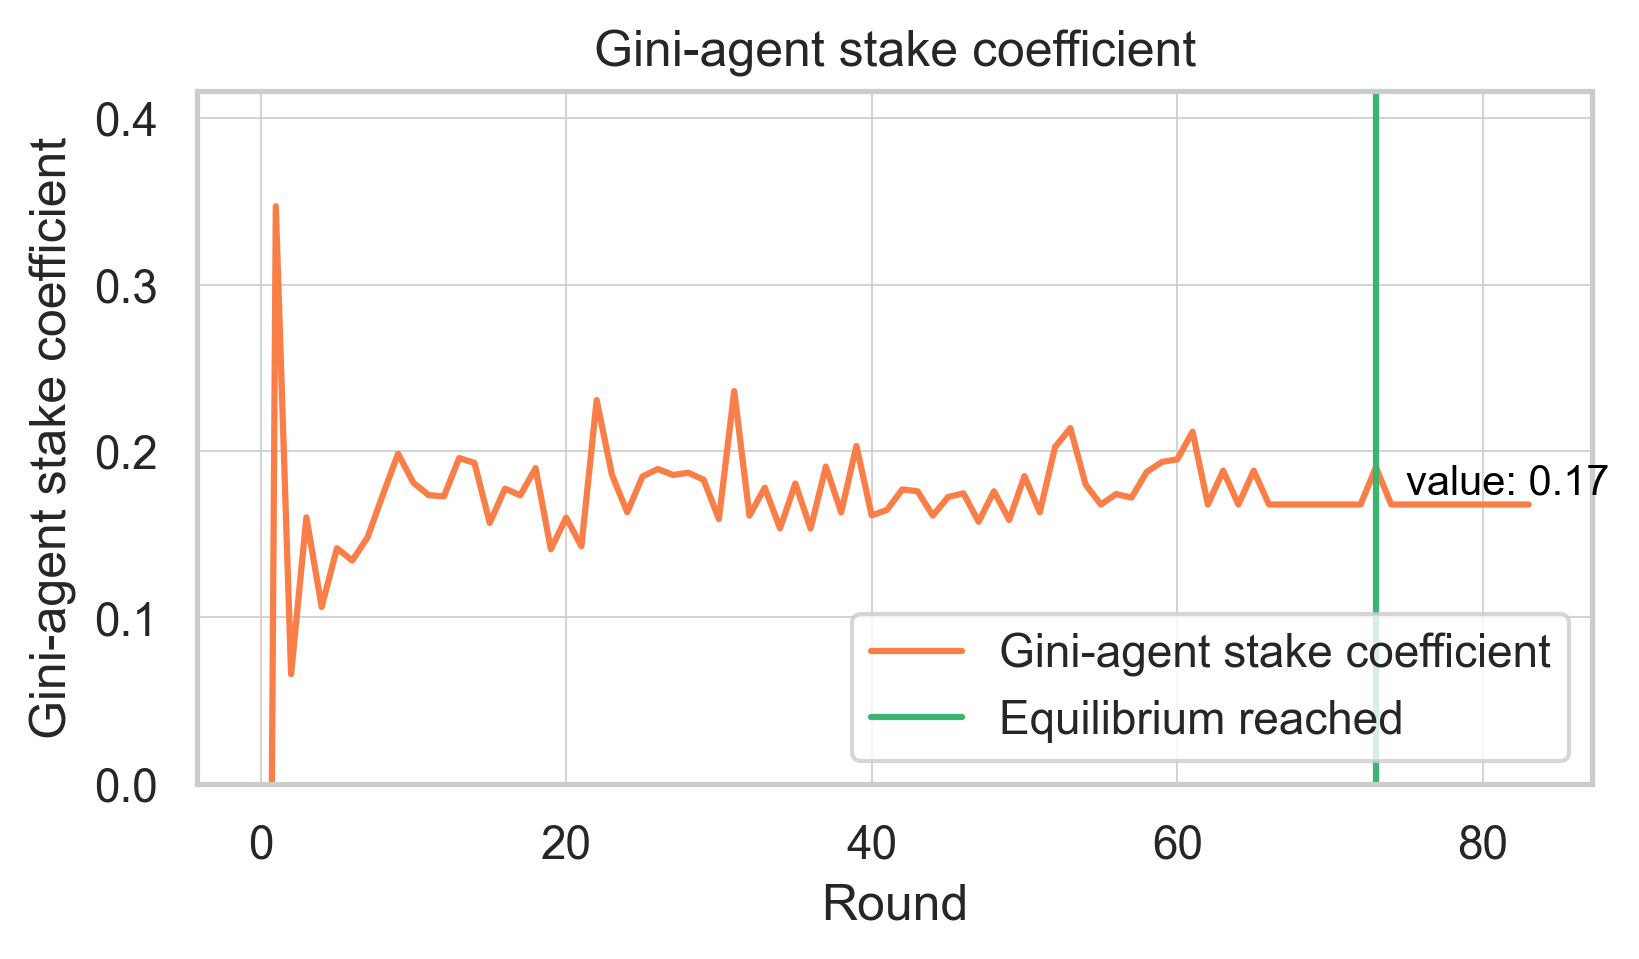 Gini-agent stake coefficient
Gini-agent stake coefficient
0.4
0.3
0.2
0.1
0.0
value: 0.17
Gini-agent stake coefficient
Equilibrium reached
0
20
40
60
80
Round